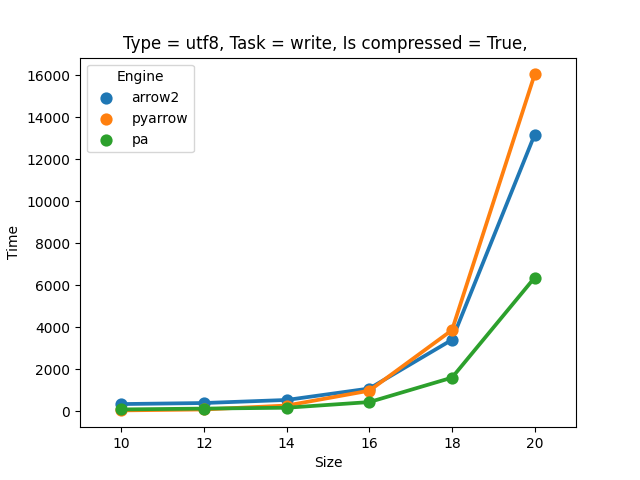 Type = utf8, Task = write, Is compressed = True,
Engine
arrow2
pyarrow
pa
16000
14000
12000
10000
8000
6000
4000
2000
0
Time
10 12 14 16 18 20
Size